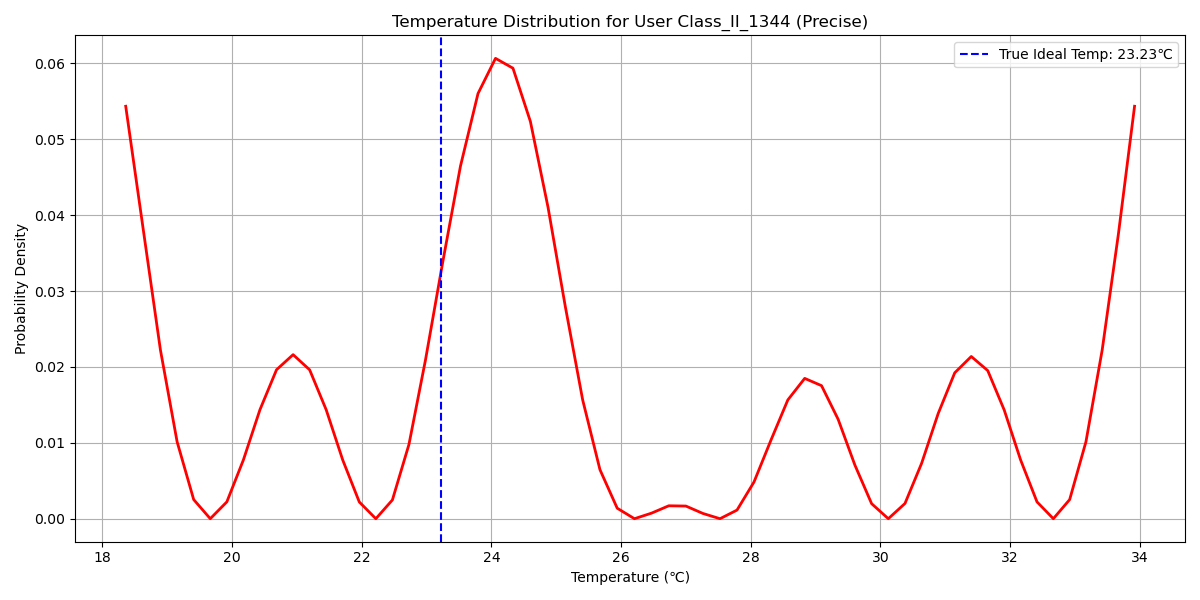 Temperature Distribution for User Class_II_1344 (Precise)
True Ideal Temp: 23.23℃
0.06
0.05
0.04
0.03
0.02
0.01
0.00
Probability Density
18 20 22 24 26 28 30 32 34
Temperature (℃)